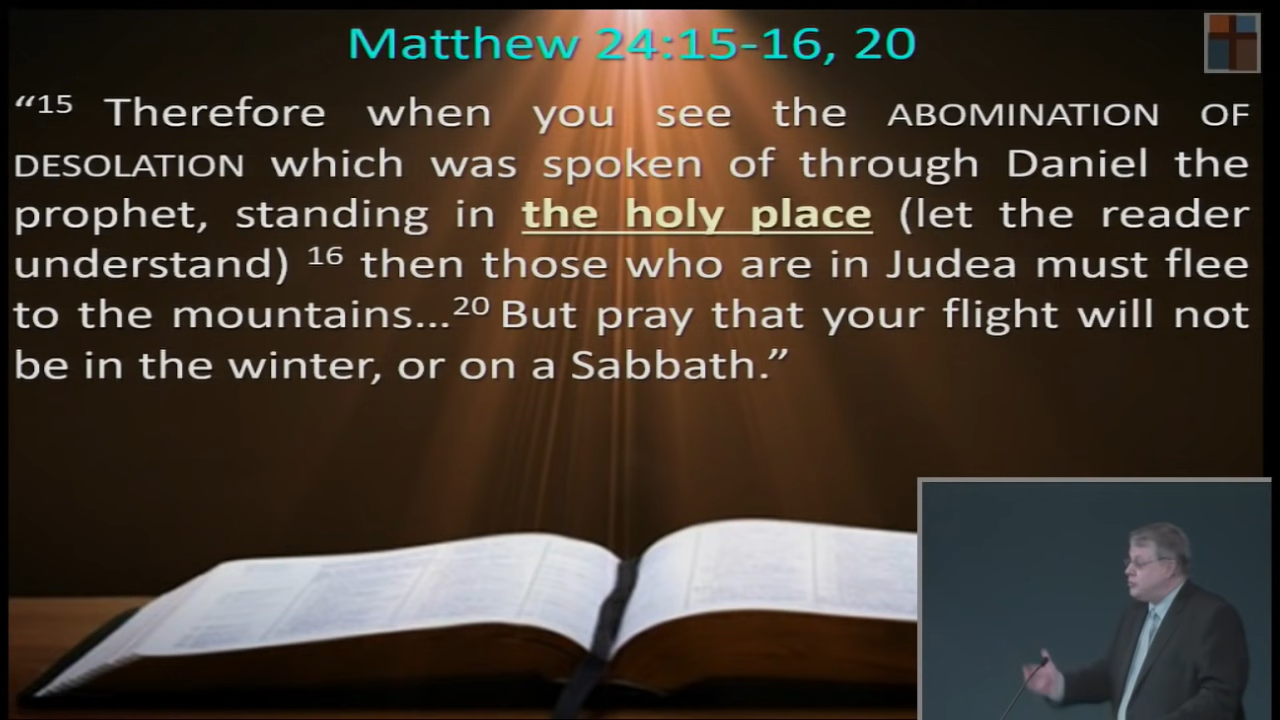 Matthew 24:15-16, 20
“15 Therefore when you see the ABOMINATION OF
DESOLATION which was spoken of through Daniel the
prophet, standing in the holy place (let the reader
understand) 16 then those who are in Judea must flee
to the mountains…20 But pray that your flight will not
be in the winter, or on a Sabbath.”